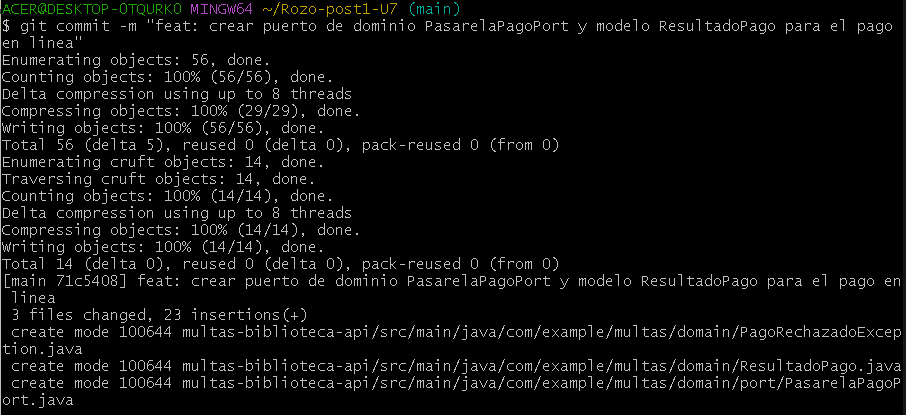 ACER@DESKTOP-OTQURKO MINGW64 ~/Rozo-post1-U7 (main)
$ git commit -m "feat: crear puerto de dominio PasarelaPagoPort y modelo ResultadoPago para el pago
en linea"
Enumerating objects: 56, done.
Counting objects: 100% (56/56), done.
Delta compression using up to 8 threads
Compressing objects: 100% (29/29), done.
Writing objects: 100% (56/56), done.
Total 56 (delta 5), reused 0 (delta 0), pack-reused 0 (from 0)
Enumerating cruft objects: 14, done.
Traversing cruft objects: 14, done.
Counting objects: 100% (14/14), done.
Delta compression using up to 8 threads
Compressing objects: 100% (14/14), done.
Writing objects: 100% (14/14), done.
Total 14 (delta 0), reused 0 (delta 0), pack-reused 0 (from 0)
[main 71c5408] feat: crear puerto de dominio PasarelaPagoPort y modelo ResultadoPago para el pago en
 linea
 3 files changed, 23 insertions(+)
 create mode 100644 multas-biblioteca-api/src/main/java/com/example/multas/domain/PagoRechazadoExcep
tion.java
 create mode 100644 multas-biblioteca-api/src/main/java/com/example/multas/domain/ResultadoPago.java
 create mode 100644 multas-biblioteca-api/src/main/java/com/example/multas/domain/port/PasarelaPagoP
ort.java